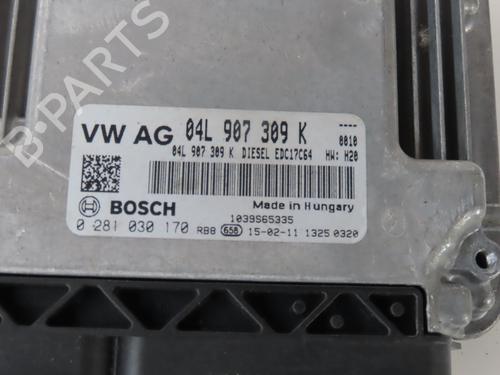 VW AG 04L 907 309 K ----
04L 907 309 K DIESEL EDC17C64 0010
HW: H20
BOSCH Made in Hungary
1039S65335
0 281 030 170 RBB 658 15-02-11 1325 0320
B-PARTS